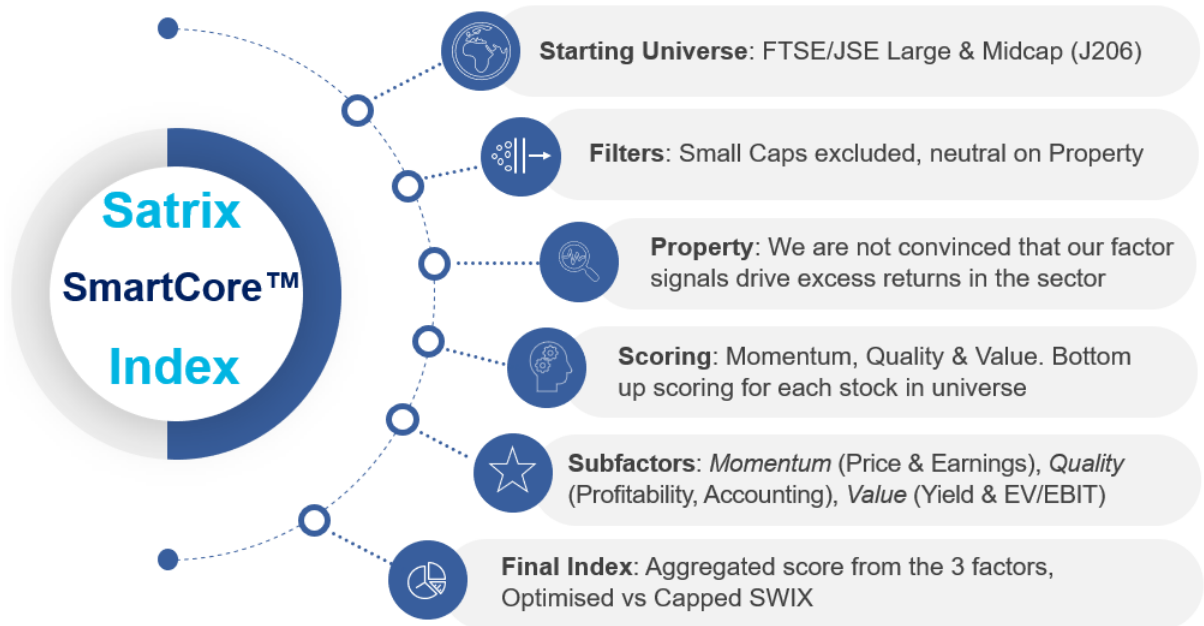 Satrix
SmartCore™
Index
Starting Universe: FTSE/JSE Large & Midcap (J206)
Filters: Small Caps excluded, neutral on Property
Property: We are not convinced that our factor
signals drive excess returns in the sector
Scoring: Momentum, Quality & Value. Bottom
up scoring for each stock in universe
Subfactors: Momentum (Price & Earnings), Quality
(Profitability, Accounting), Value (Yield & EV/EBIT)
Final Index: Aggregated score from the 3 factors,
Optimised vs Capped SWIX